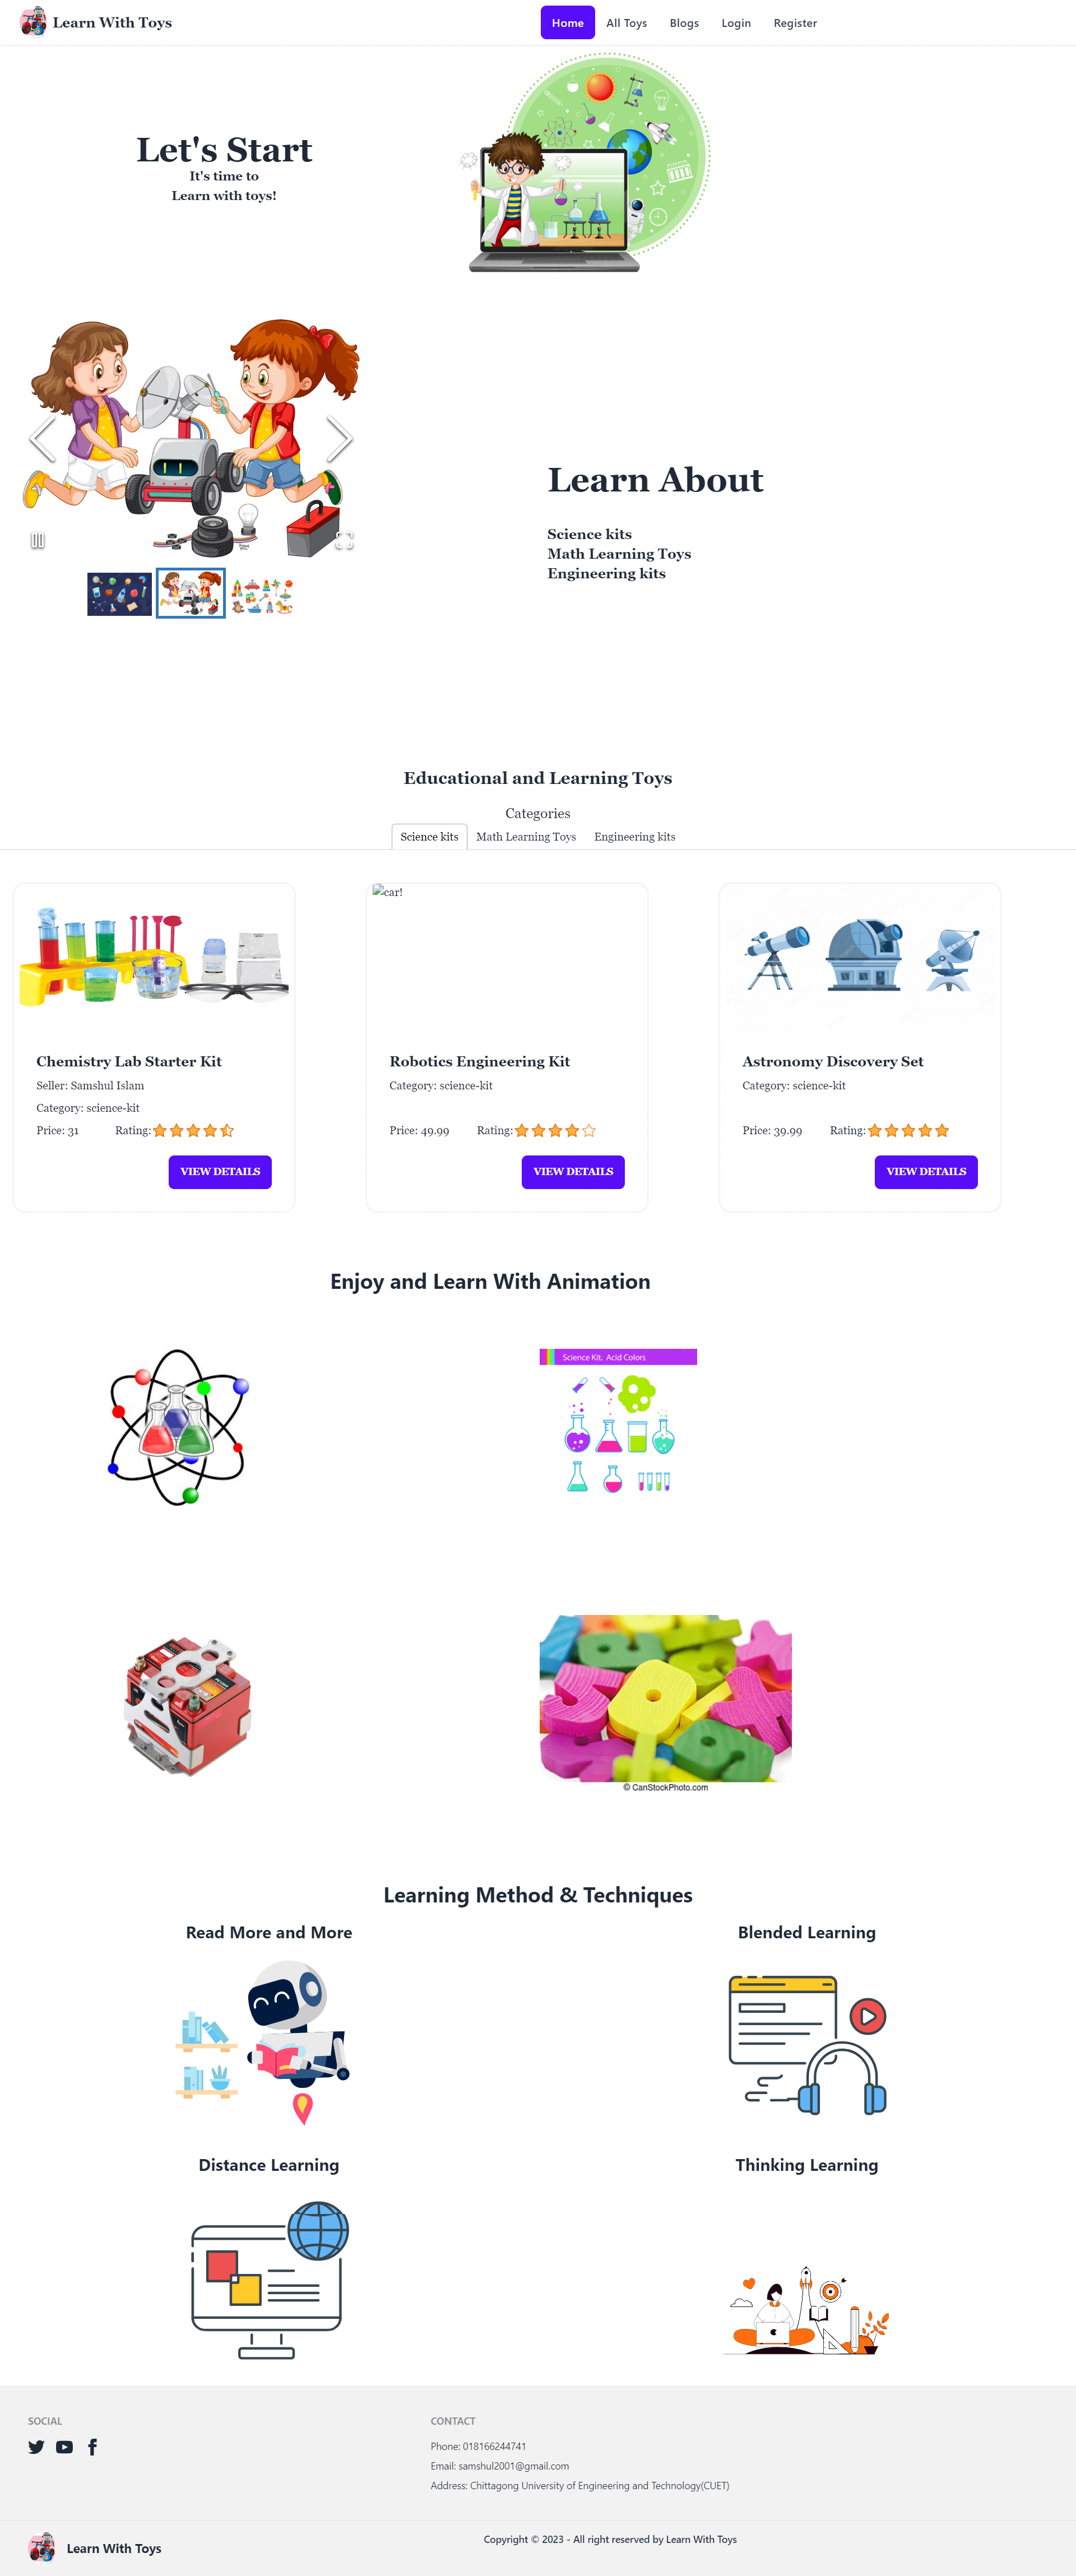 Learn With Toys
Home All Toys Blogs Login Register
Let's Start
It's time to
Learn with toys!
Learn About
Science kits
Math Learning Toys
Engineering kits
Educational and Learning Toys
Categories
Science kits Math Learning Toys Engineering kits
Chemistry Lab Starter Kit
Seller: Samshul Islam
Category: science-kit
Price: 31 Rating:
VIEW DETAILS
car!
Robotics Engineering Kit
Category: science-kit
Price: 49.99 Rating:
VIEW DETAILS
Astronomy Discovery Set
Category: science-kit
Price: 39.99 Rating:
VIEW DETAILS
Enjoy and Learn With Animation
Science Kit. Acid Colors
© CanStockPhoto.com
Learning Method & Techniques
Read More and More
Blended Learning
Distance Learning
Thinking Learning
SOCIAL
CONTACT
Phone: 018166244741
Email: samshul2001@gmail.com
Address: Chittagong University of Engineering and Technology(CUET)
Learn With Toys
Copyright © 2023 - All right reserved by Learn With Toys